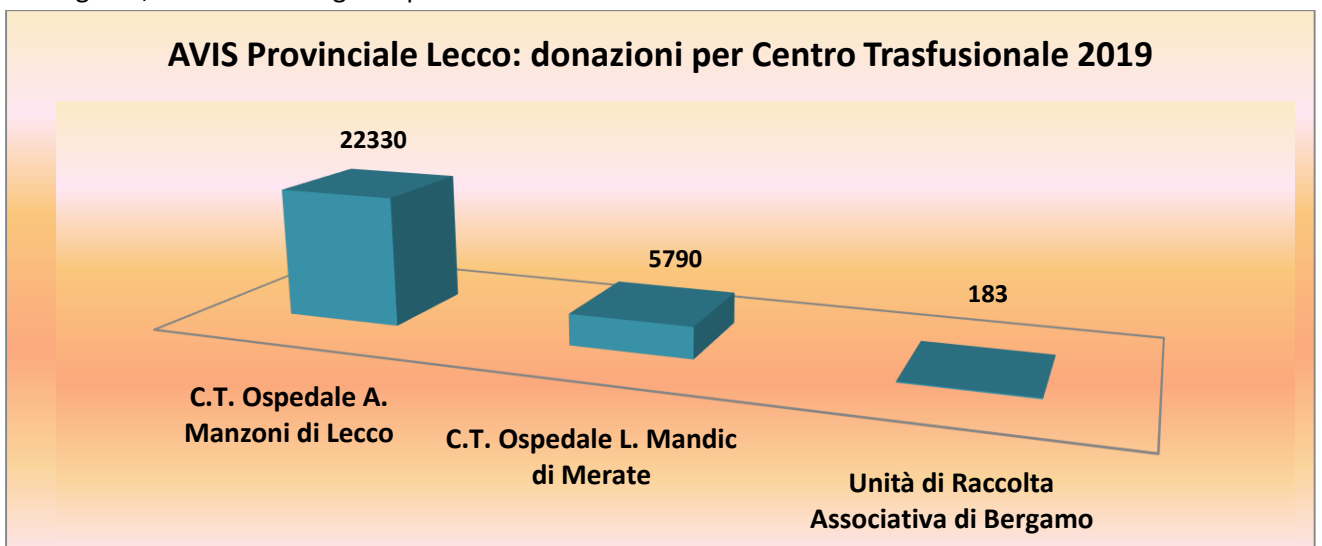 AVIS Provinciale Lecco: donazioni per Centro Trasfusionale 2019
22330
5790
183
C.T. Ospedale A.
Manzoni di Lecco
C.T. Ospedale L. Mandic
di Merate
Unità di Raccolta
Associativa di Bergamo